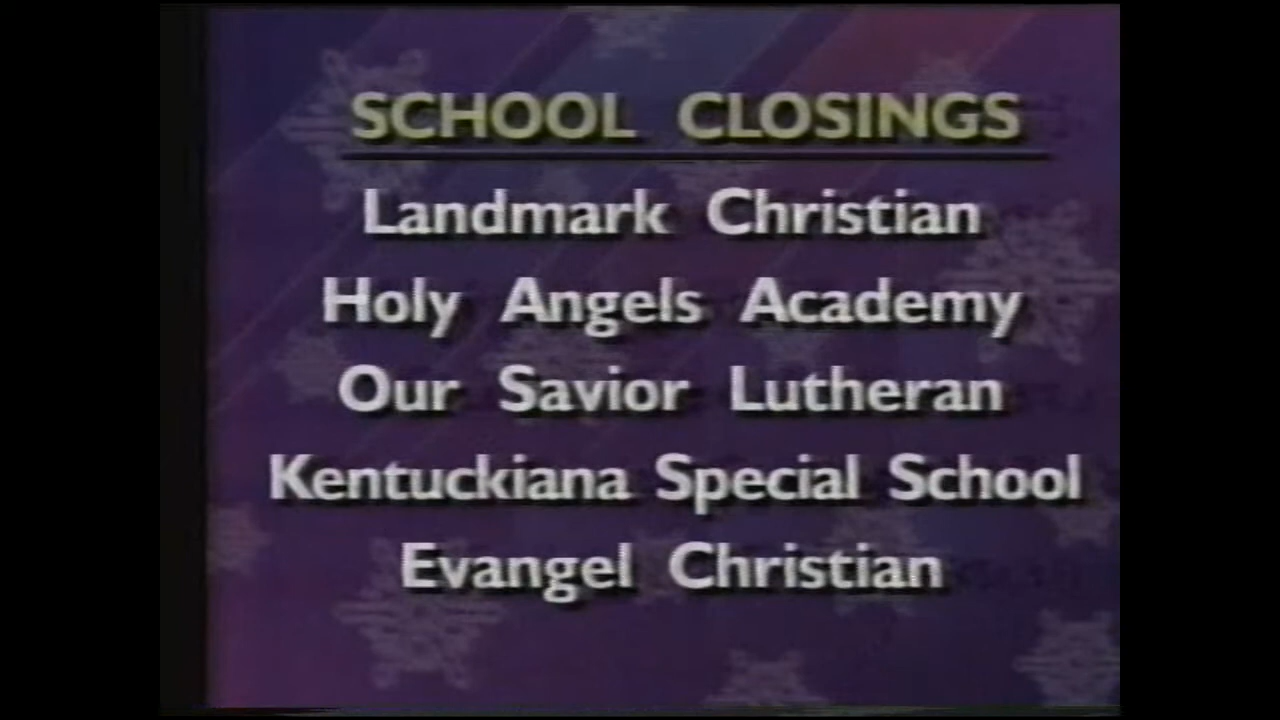 SCHOOL CLOSINGS
Landmark Christian
Holy Angels Academy
Our Savior Lutheran
Kentuckiana Special School
Evangel Christian